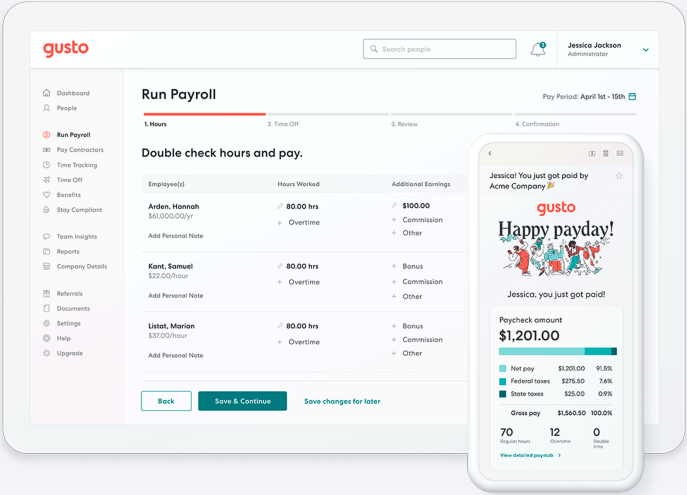 gusto
Search people
3
Jessica Jackson
Administrator
Dashboard
People
Run Payroll
Pay Contractors
Time Tracking
Time Off
Benefits
Stay Compliant
Team Insights
Reports
Company Details
Referrals
Documents
Settings
Help
Upgrade
Run Payroll
Pay Period: April 1st - 15th
1. Hours
2. Time Off
3. Review
4. Confirmation
Double check hours and pay.
Employee(s) Hours Worked Additional Earnings
Arden, Hannah 80.00 hrs $100.00
$61,000.00/yr + Overtime + Commission
+ Other
Add Personal Note
Kant, Samuel 80.00 hrs + Bonus
$22.00/hour + Overtime + Commission
Add Personal Note + Other
Listat, Marian 80.00 hrs + Bonus
$37.00/hour + Overtime + Commission
Add Personal Note + Other
Back
Save & Continue
Save changes for later
Jessica! You just got paid by
Acme Company 🎉
gusto
Happy payday!
Jessica, you just got paid!
Paycheck amount
$1,201.00
Net pay $1,201.00 91.5%
Federal taxes $275.50 7.6%
State taxes $25.00 0.9%
Gross pay $1,560.50 100.0%
70 12 0
Regular hours Overtime Double
time
View detailed paystub >